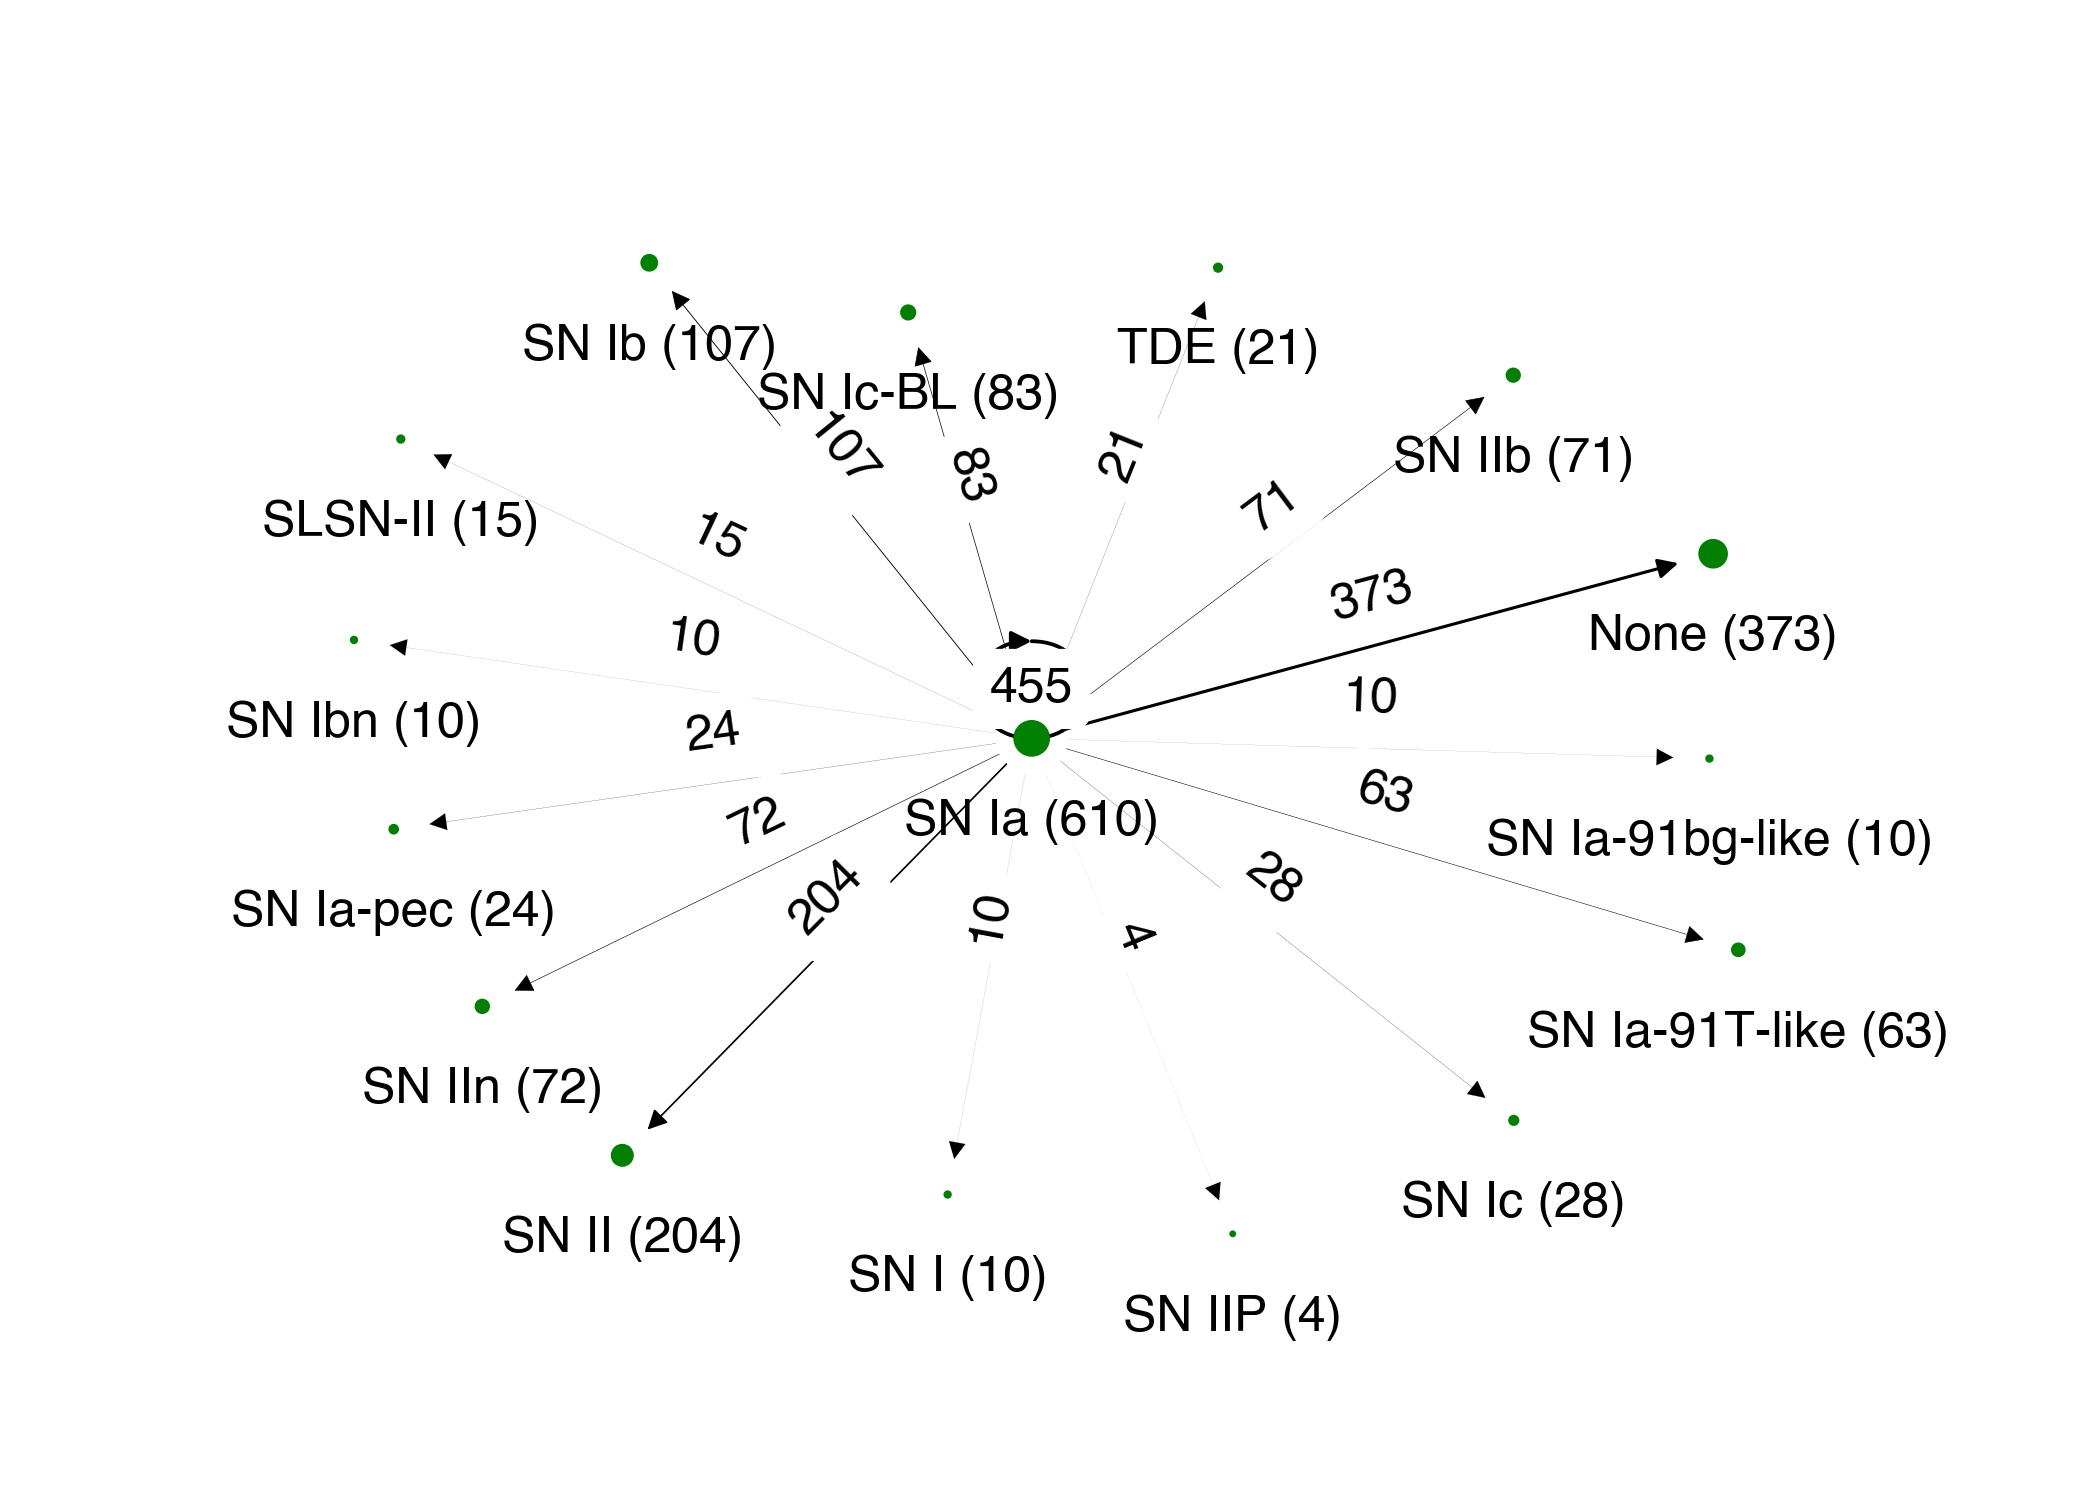 SN Ib (107)
SN Ic-BL (83)
TDE (21)
SN IIb (71)
107
83
21
71
SLSN-II (15)
15
373
None (373)
10
SN Ibn (10)
455
10
24
63
SN Ia-91bg-like (10)
72
SN Ia (610)
SN Ia-pec (24)
204
10
4
28
SN Ia-91T-like (63)
SN IIn (72)
SN Ic (28)
SN II (204)
SN I (10)
SN IIP (4)